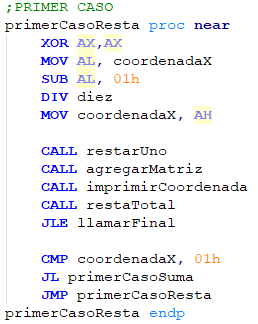 ;PRIMER CASO
primerCasoResta proc near
XOR AX,AX
MOV AL, coordenadaX
SUB AL, 01h
DIV diez
MOV coordenadaX, AH
CALL restarUno
CALL agregarMatriz
CALL imprimirCoordenada
CALL restaTotal
JLE llamarFinal
CMP coordenadaX, 01h
JL primerCasoSuma
JMP primerCasoResta
primerCasoResta endp